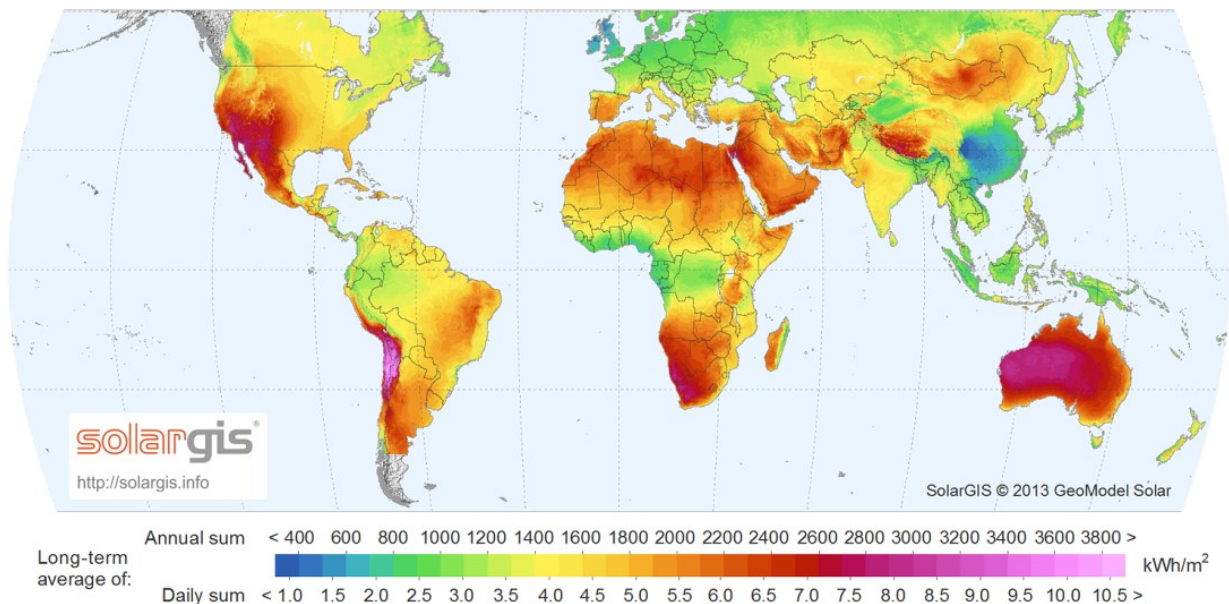 solargis®
http://solargis.info
SolarGIS © 2013 GeoModel Solar
Annual sum < 400 600 800 1000 1200 1400 1600 1800 2000 2200 2400 2600 2800 3000 3200 3400 3600 3800 >
Long-term average of:
kWh/m²
Daily sum < 1.0 1.5 2.0 2.5 3.0 3.5 4.0 4.5 5.0 5.5 6.0 6.5 7.0 7.5 8.0 8.5 9.0 9.5 10.0 10.5 >